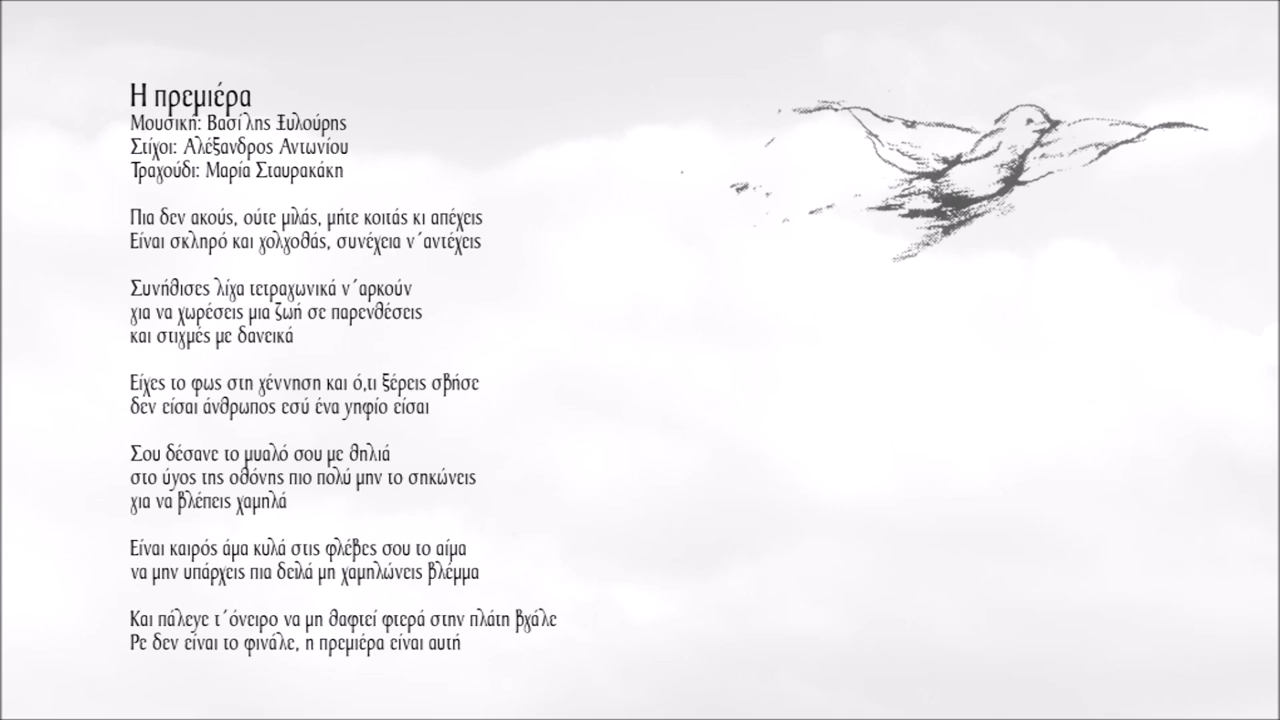 Η πρεμιέρα
Μουσική: Βασίλης Ξυλούρης
Στίχοι: Αλέξανδρος Αντωνίου
Τραγούδι: Μαρία Σταυρακάκη
Πια δεν ακούς, ούτε μιλάς, μήτε κοιτάς κι απέχεις
Είναι σκληρό και γολγοθάς, συνέχεια ν΄αντέχεις
Συνήθισες λίγα τετραγωνικά ν΄αρκούν
για να χωρέσεις μια ζωή σε παρενθέσεις
και στιγμές με δανεικά
Είχες το φως στη γέννηση και ό,τι ξέρεις σβήσε
δεν είσαι άνθρωπος εσύ ένα ψηφίο είσαι
Σου δέσανε το μυαλό σου με θηλιά
στο ύψος της οθόνης πιο πολύ μην το σηκώνεις
για να βλέπεις χαμηλά
Είναι καιρός άμα κυλά στις φλέβες σου το αίμα
να μην υπάρχεις πια δειλά μη χαμηλώνεις βλέμμα
Και πάλεψε τ΄όνειρο να μη θαφτεί φτερά στην πλάτη βγάλε
Ρε δεν είναι το φινάλε, η πρεμιέρα είναι αυτή